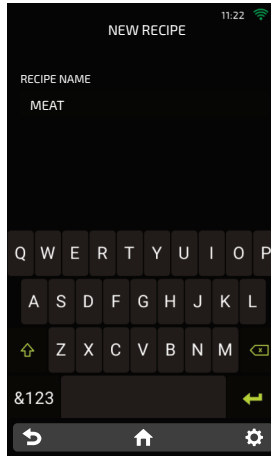 11:22
NEW RECIPE
RECIPE NAME
MEAT
Q W E R T Y U I O P
A S D F G H J K L
Z X C V B N M
&123